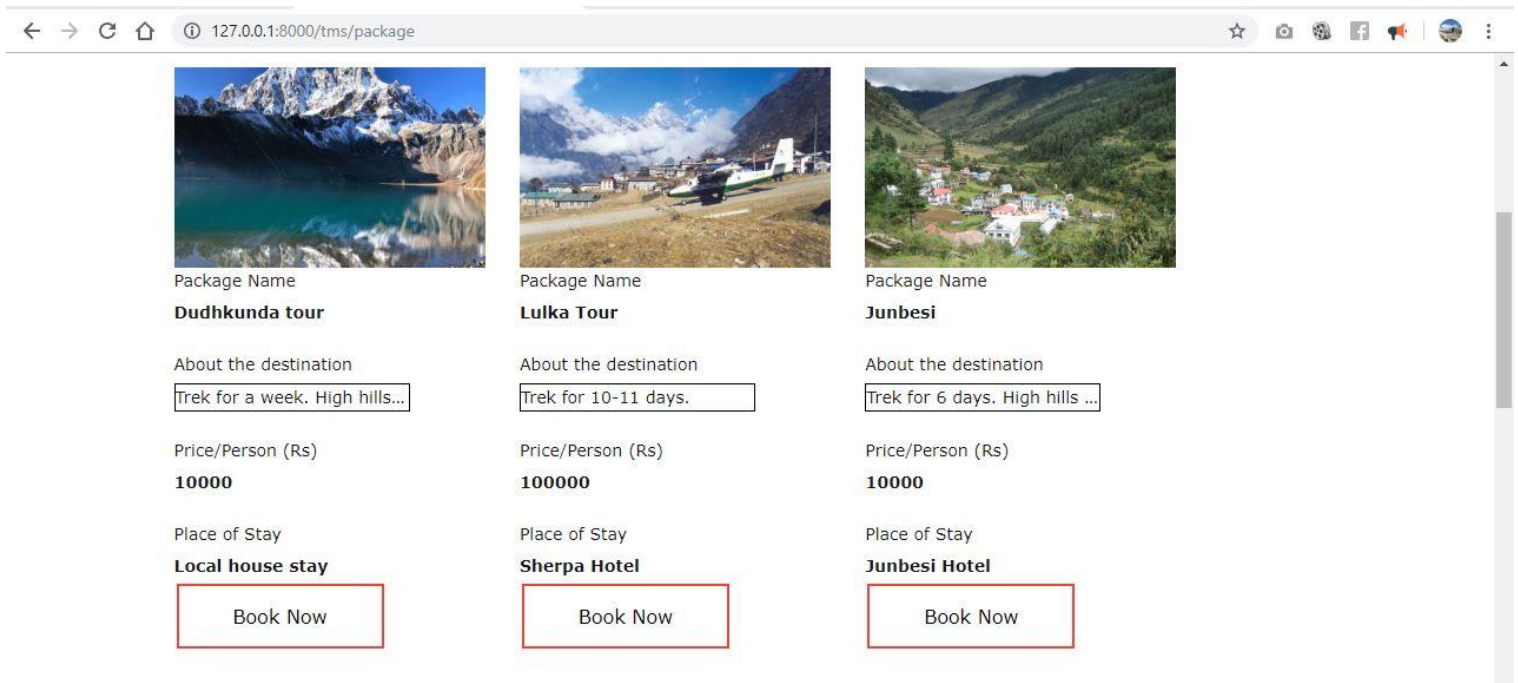 127.0.0.1:8000/tms/package
Package Name
Dudhkunda tour
About the destination
Trek for a week. High hills...
Price/Person (Rs)
10000
Place of Stay
Local house stay
Book Now
Package Name
Lulka Tour
About the destination
Trek for 10-11 days.
Price/Person (Rs)
100000
Place of Stay
Sherpa Hotel
Book Now
Package Name
Junbesi
About the destination
Trek for 6 days. High hills ...
Price/Person (Rs)
10000
Place of Stay
Junbesi Hotel
Book Now